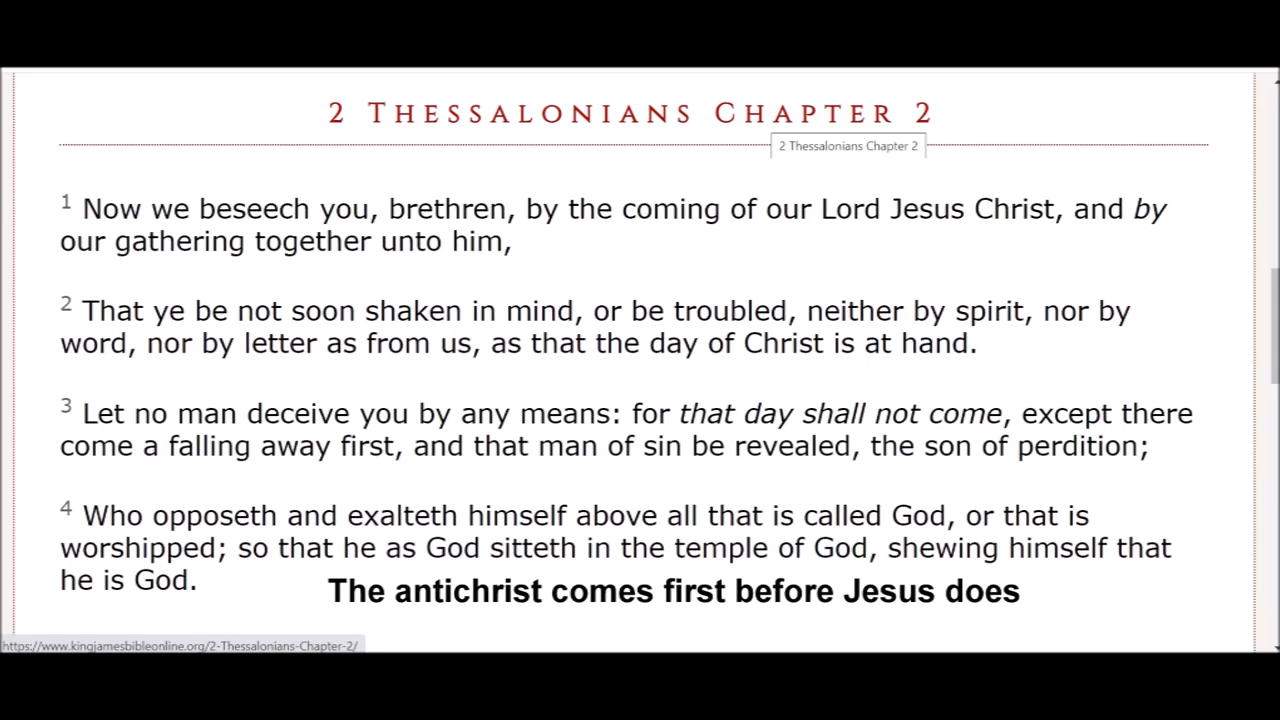 2 Thessalonians Chapter 2
2 Thessalonians Chapter 2
1 Now we beseech you, brethren, by the coming of our Lord Jesus Christ, and by
our gathering together unto him,
2 That ye be not soon shaken in mind, or be troubled, neither by spirit, nor by
word, nor by letter as from us, as that the day of Christ is at hand.
3 Let no man deceive you by any means: for that day shall not come, except there
come a falling away first, and that man of sin be revealed, the son of perdition;
4 Who opposeth and exalteth himself above all that is called God, or that is
worshipped; so that he as God sitteth in the temple of God, shewing himself that
he is God.
The antichrist comes first before Jesus does
https://www.kingjamesbibleonline.org/2-Thessalonians-Chapter-2/